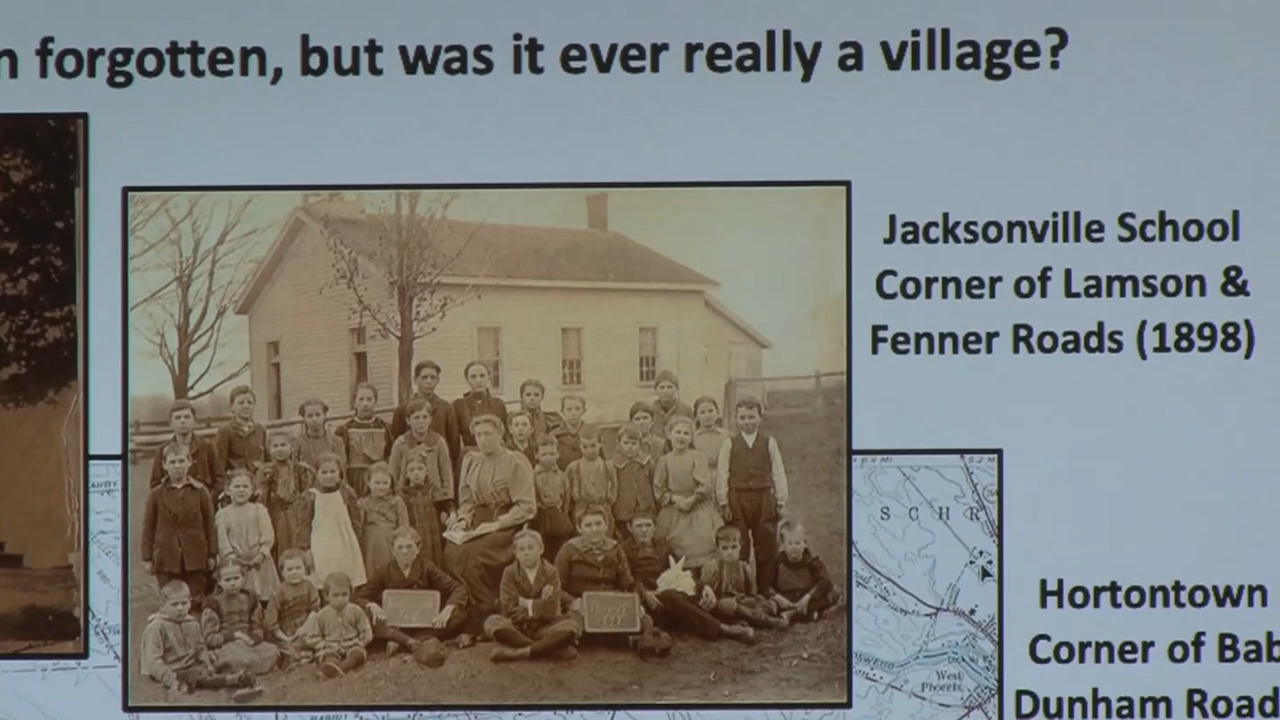 forgotten, but was it ever really a village?
Jacksonville School
Corner of Lamson &
Fenner Roads (1898)
S C H R
Hortontown
Corner of
Dunham Road
West
Phoenix